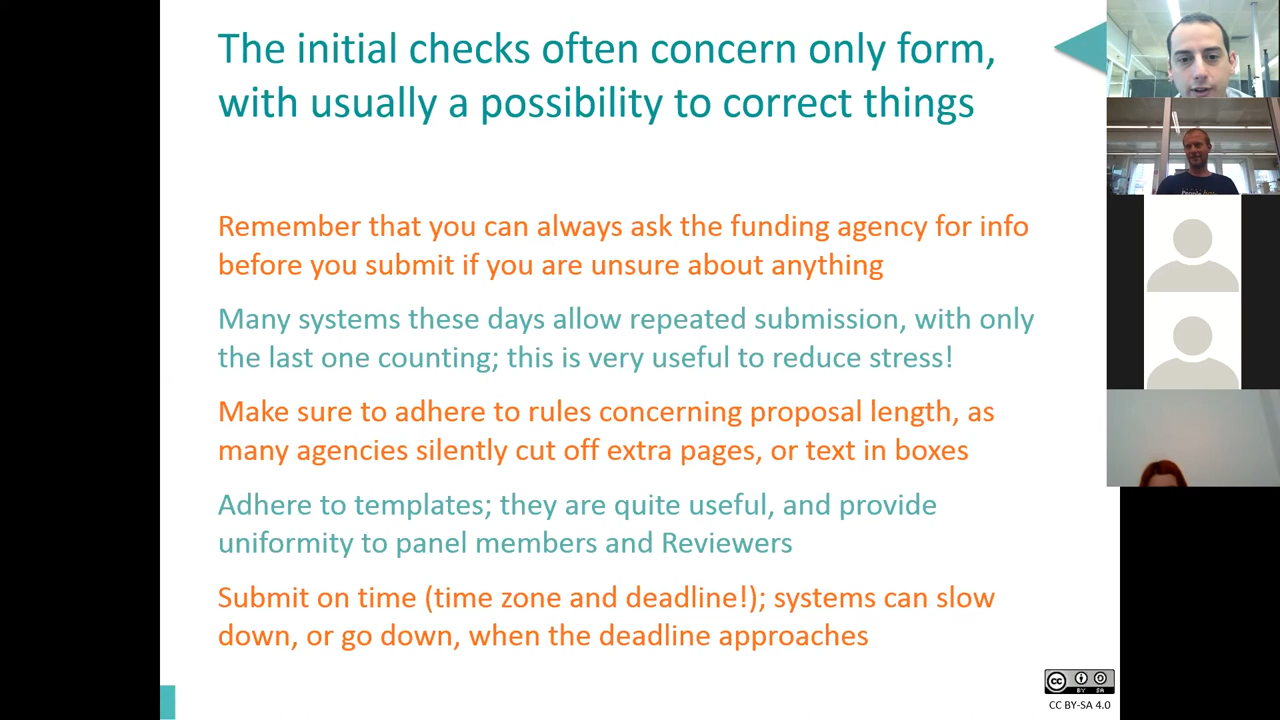 The initial checks often concern only form,
with usually a possibility to correct things
Remember that you can always ask the funding agency for info
before you submit if you are unsure about anything
Many systems these days allow repeated submission, with only
the last one counting; this is very useful to reduce stress!
Make sure to adhere to rules concerning proposal length, as
many agencies silently cut off extra pages, or text in boxes
Adhere to templates; they are quite useful, and provide
uniformity to panel members and Reviewers
Submit on time (time zone and deadline!); systems can slow
down, or go down, when the deadline approaches
cc
BY SA
CC BY-SA 4.0